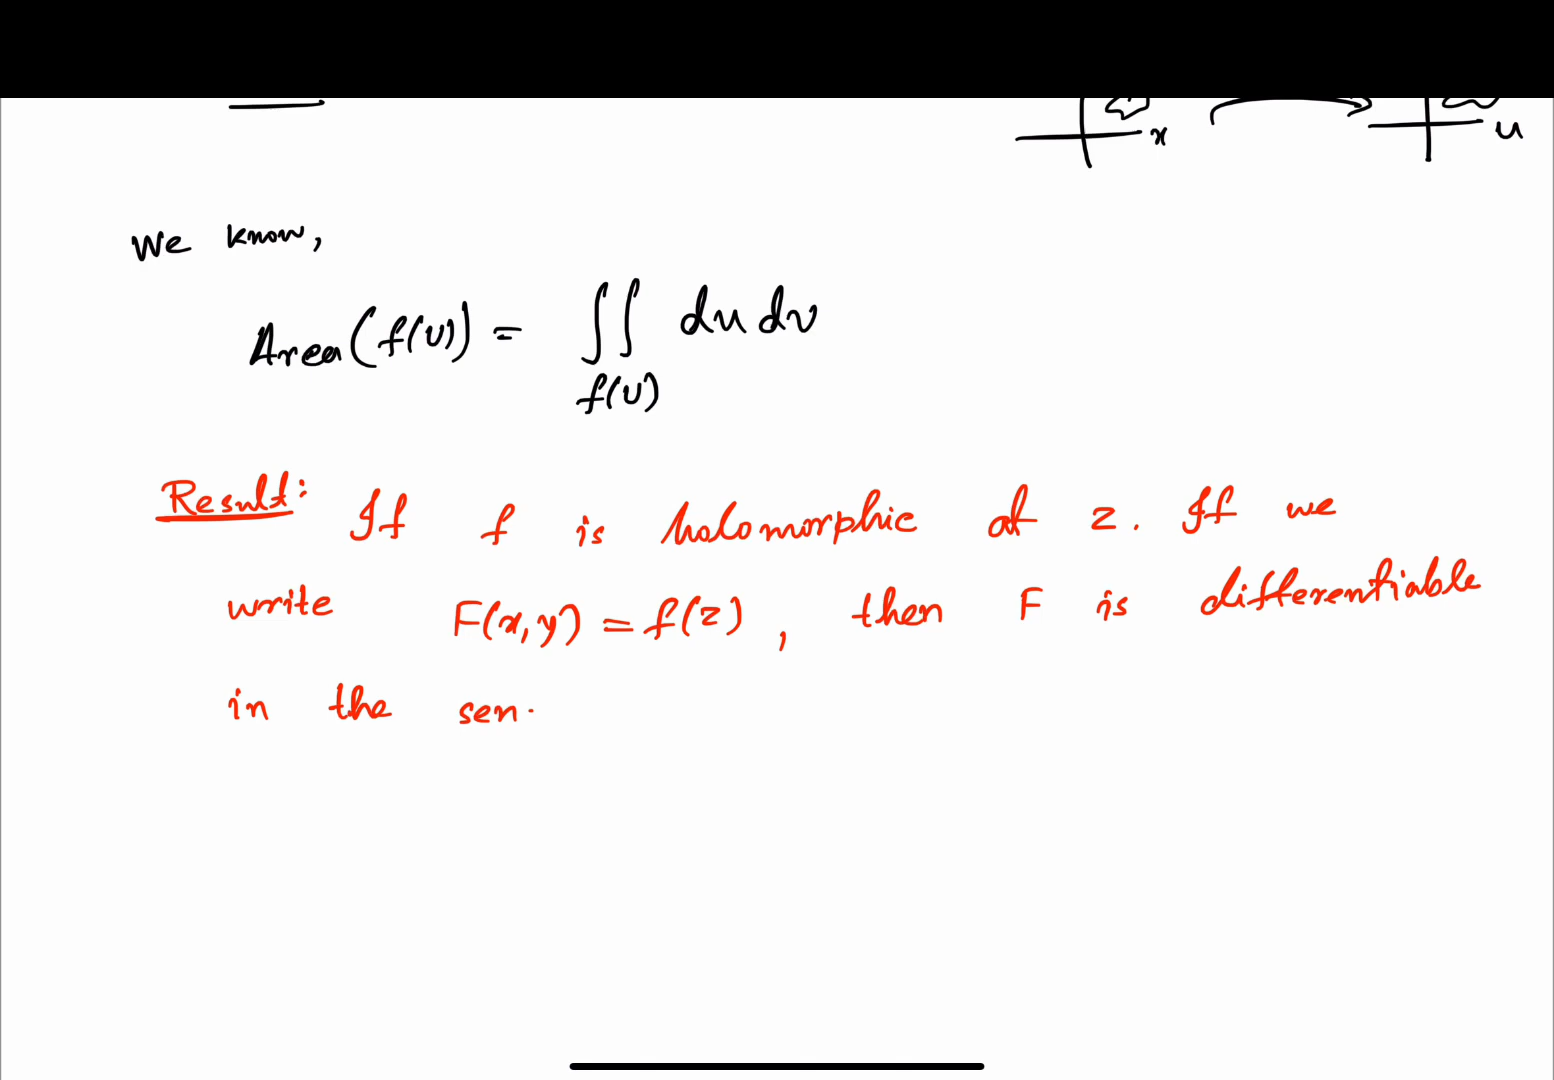 x u
We know,
Area(f(U)) = ∬ du dv
f(U)
Result: If f is holomorphic at z. If we
write F(x,y) = f(z), then F is differentiable
in the sen